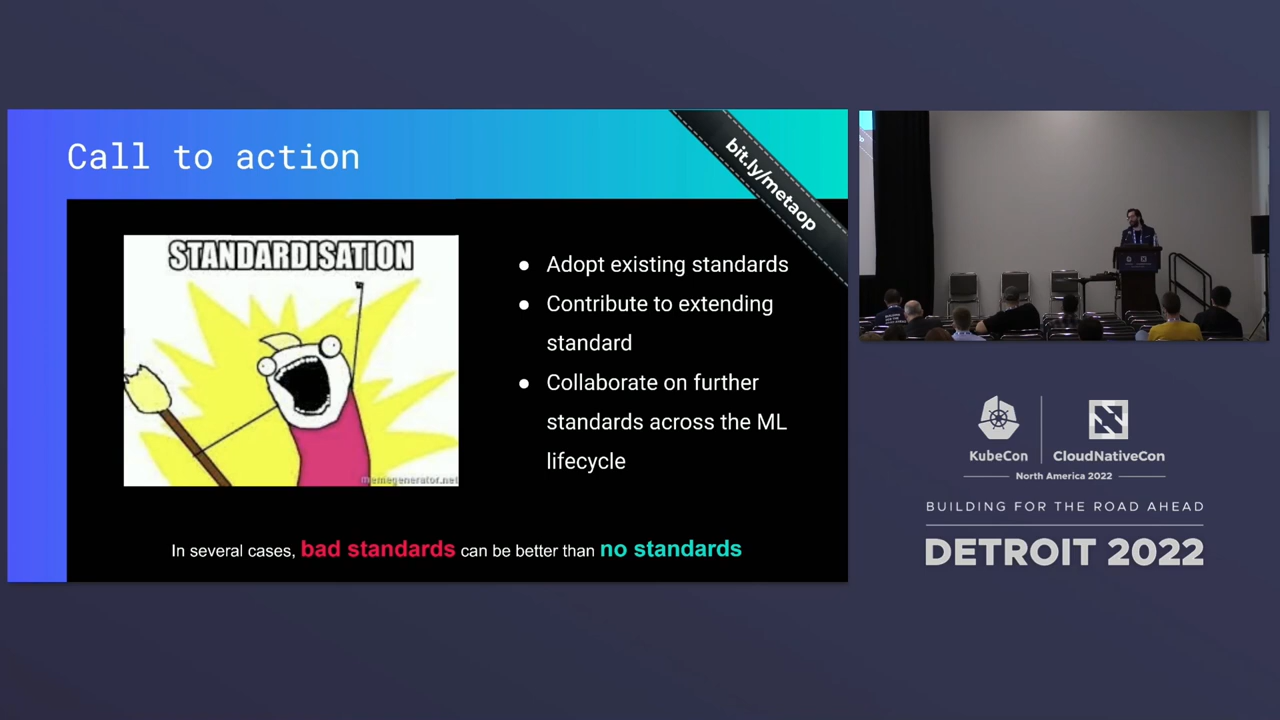 Call to action
bit.ly/metaop
STANDARDISATION
memegenerator.net
● Adopt existing standards
● Contribute to extending
standard
● Collaborate on further
standards across the ML
lifecycle
In several cases, bad standards can be better than no standards
KubeCon
CloudNativeCon
North America 2022
BUILDING FOR THE ROAD AHEAD
DETROIT 2022